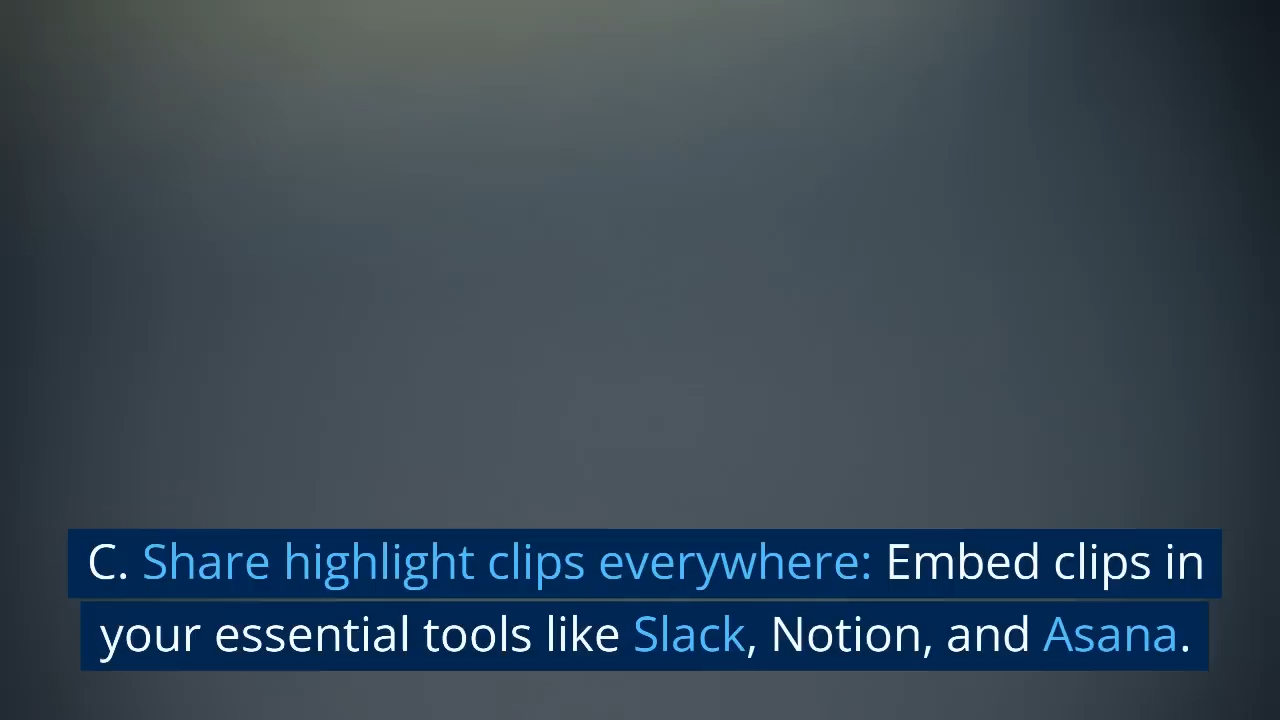 C. Share highlight clips everywhere: Embed clips in
your essential tools like Slack, Notion, and Asana.